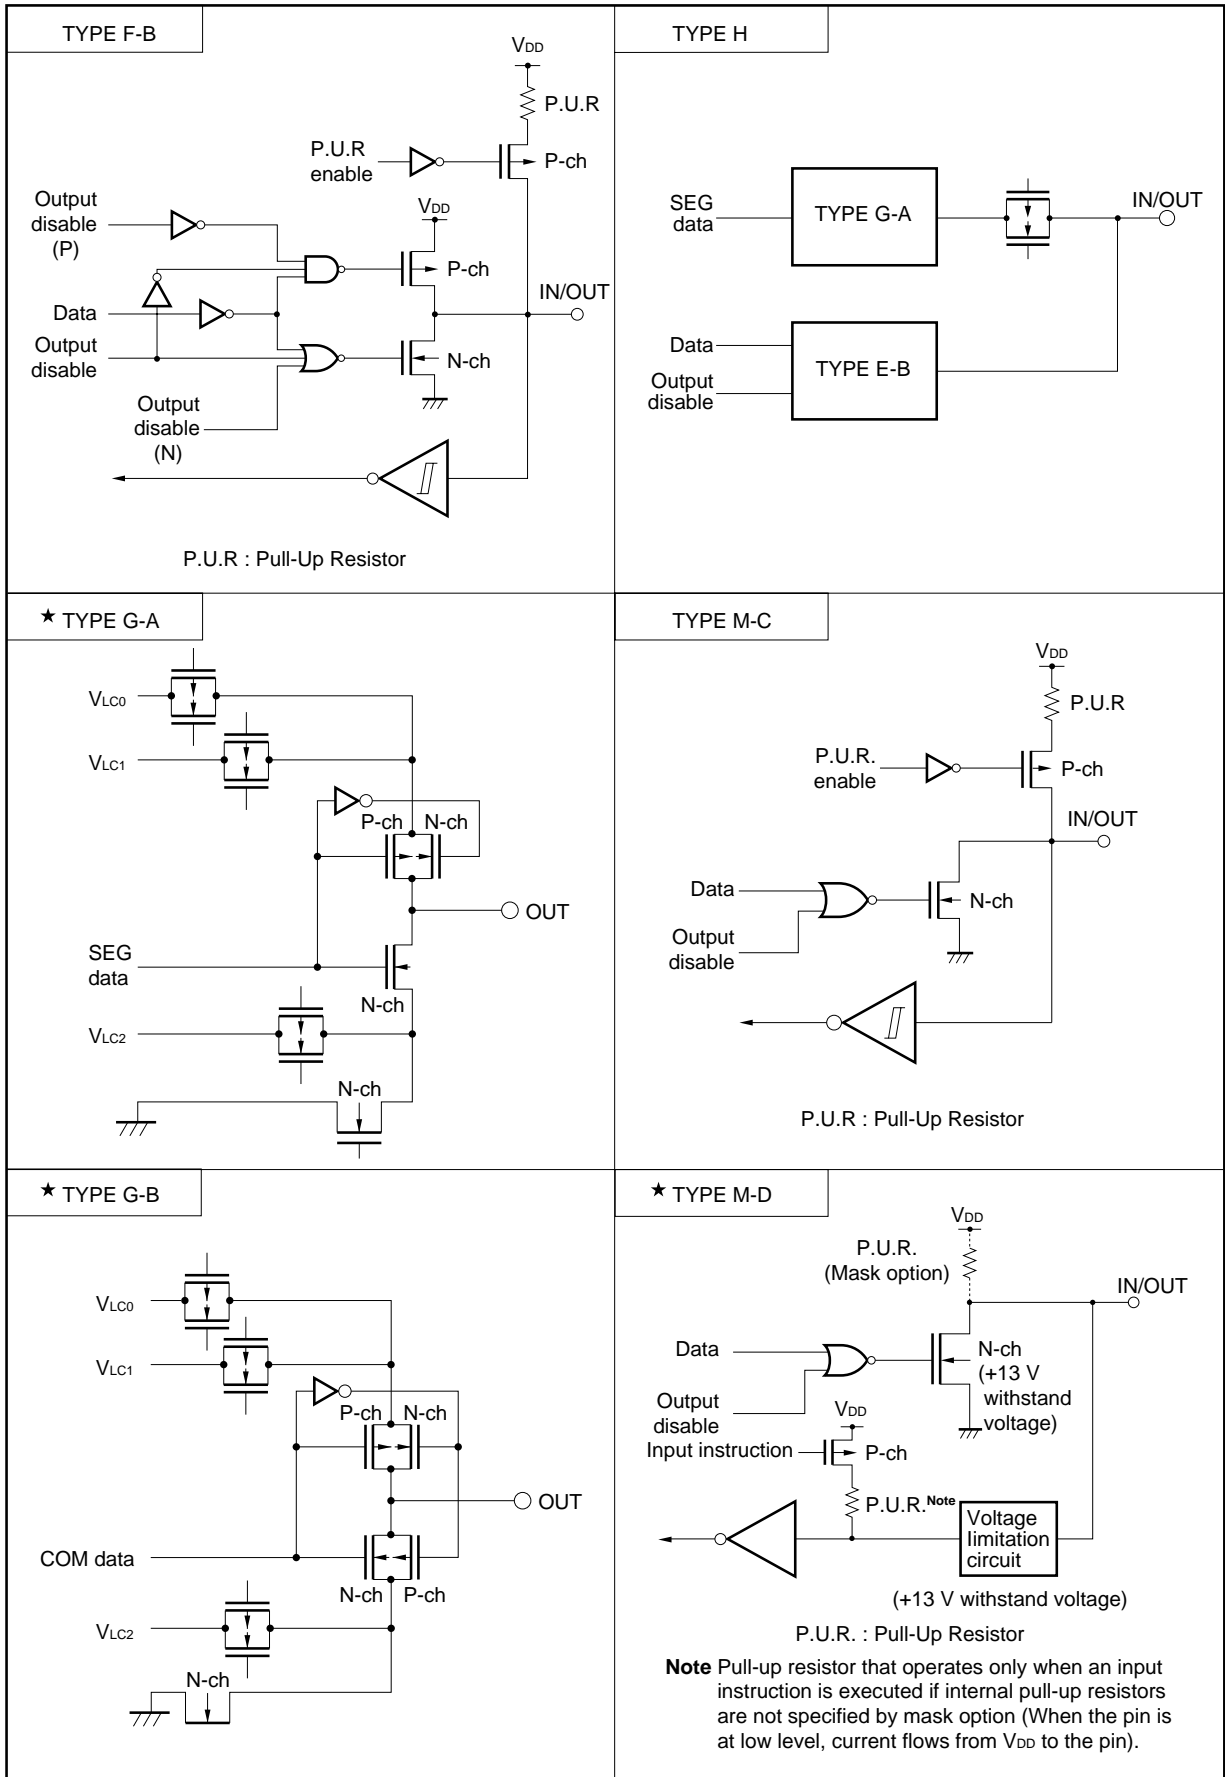 TYPE F-B
VDD
P.U.R
P.U.R
enable
P-ch
Output
disable
(P)
VDD
P-ch
IN/OUT
Data
Output
disable
N-ch
Output
disable
(N)
P.U.R : Pull-Up Resistor
TYPE H
SEG
data
TYPE G-A
IN/OUT
Data
Output
disable
TYPE E-B
★ TYPE G-A
VLC0
VLC1
P-ch N-ch
OUT
SEG
data
N-ch
VLC2
N-ch
TYPE M-C
VDD
P.U.R
P.U.R.
enable
P-ch
IN/OUT
Data
N-ch
Output
disable
P.U.R : Pull-Up Resistor
★ TYPE G-B
VLC0
VLC1
P-ch N-ch
OUT
COM data
N-ch P-ch
VLC2
N-ch
★ TYPE M-D
VDD
P.U.R.
(Mask option)
IN/OUT
Data
N-ch
(+13 V
withstand
voltage)
Output
disable
VDD
Input instruction
P-ch
P.U.R.Note
Voltage
limitation
circuit
(+13 V withstand voltage)
P.U.R. : Pull-Up Resistor
Note Pull-up resistor that operates only when an input
instruction is executed if internal pull-up resistors
are not specified by mask option (When the pin is
at low level, current flows from VDD to the pin).